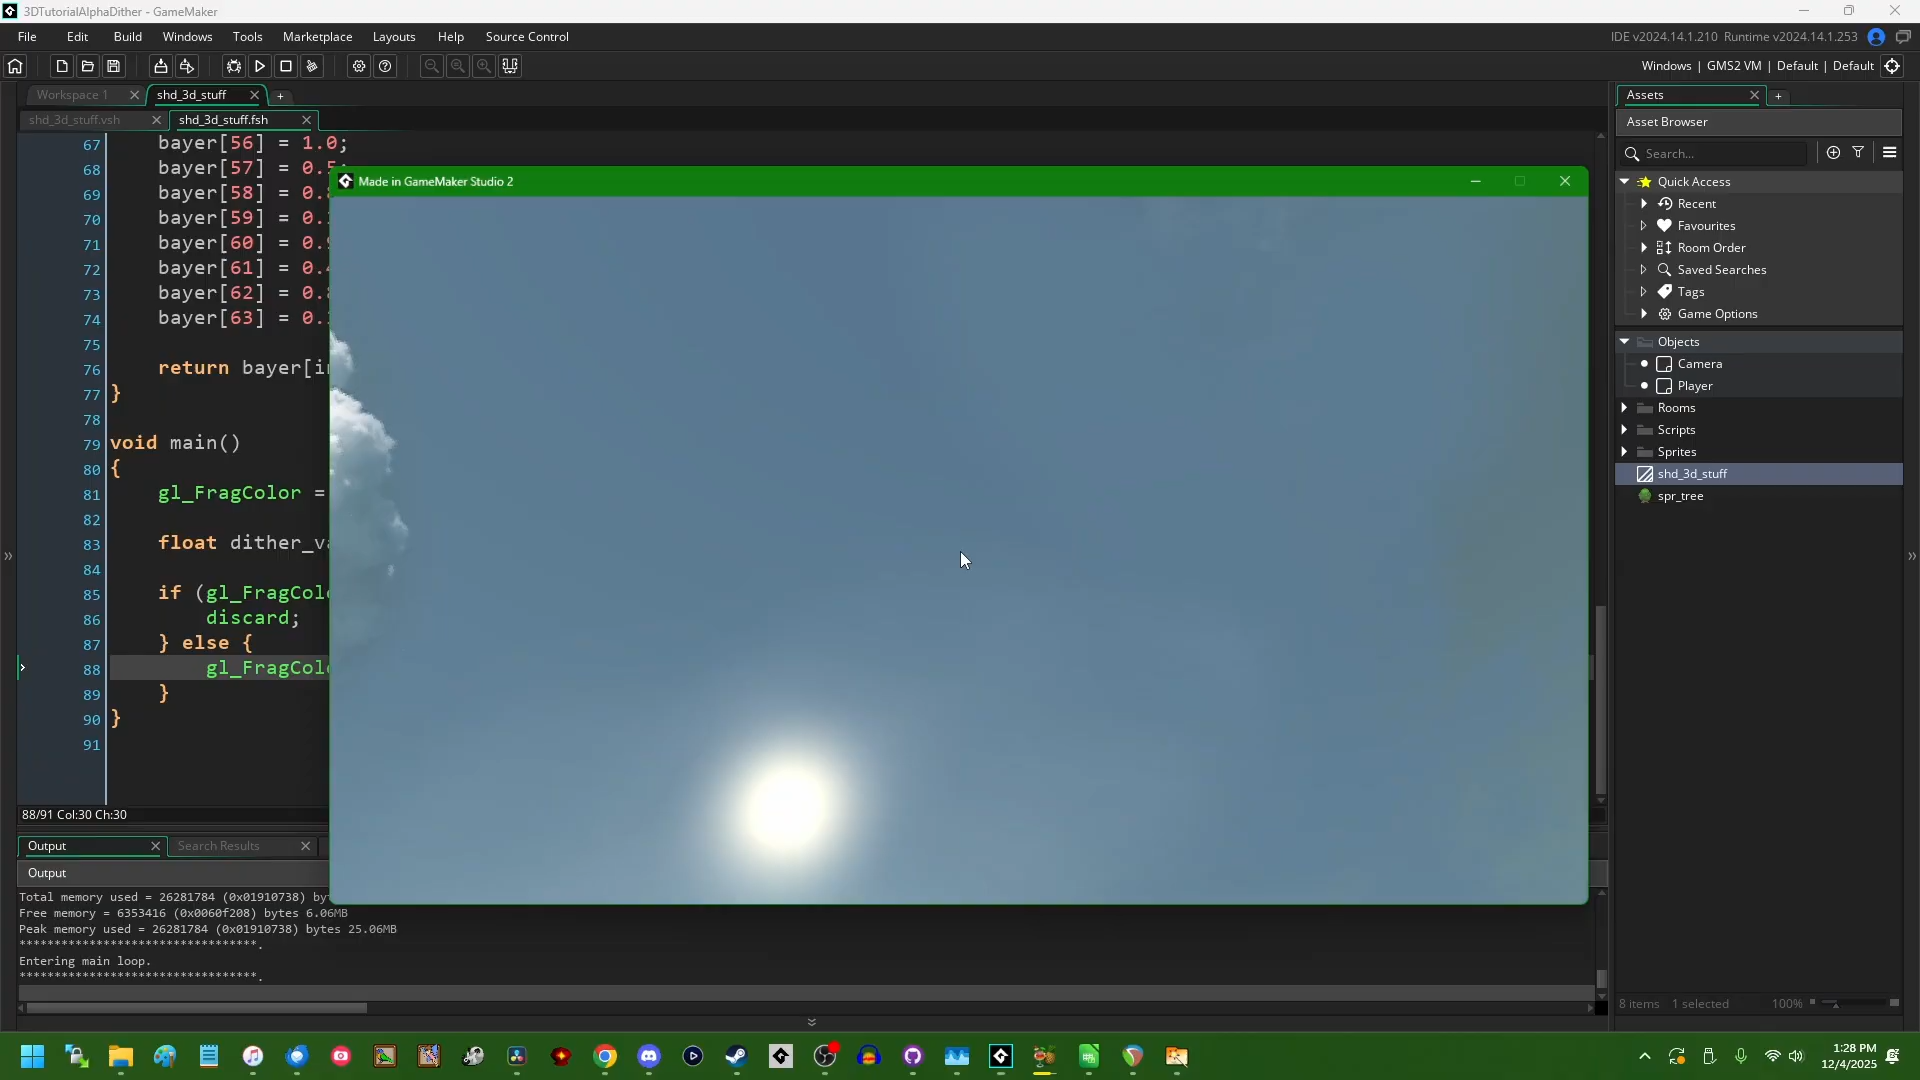 3DTutorialAlphaDither - GameMaker
File Edit Build Windows Tools Marketplace Layouts Help Source Control
IDE v2024.14.1.210 Runtime v2024.14.1.253
Windows | GMS2 VM | Default | Default
Workspace 1
shd_3d_stuff
shd_3d_stuff.vsh
shd_3d_stuff.fsh
67 bayer[56] = 1.0;
68 bayer[57] = 0.5;
69 bayer[58] = 0.
70 bayer[59] = 0.
71 bayer[60] = 0.
72 bayer[61] = 0.
73 bayer[62] = 0.
74 bayer[63] = 0.
75
76 return bayer[i
77 }
78
79 void main()
80 {
81 gl_FragColor =
82
83 float dither_v
84
85 if (gl_FragCol
86 discard;
87 } else {
88 gl_FragCol
89 }
90 }
91
88/91 Col:30 Ch:30
Made in GameMaker Studio 2
Output
Search Results
Output
Total memory used = 26281784 (0x01910738) by
Free memory = 6353416 (0x0060f208) bytes 6.06MB
Peak memory used = 26281784 (0x01910738) bytes 25.06MB
*********************************.
Entering main loop.
*********************************.
Assets
Asset Browser
Search...
Quick Access
Recent
Favourites
Room Order
Saved Searches
Tags
Game Options
Objects
Camera
Player
Rooms
Scripts
Sprites
shd_3d_stuff
spr_tree
8 items 1 selected 100%
1:28 PM
12/4/2025